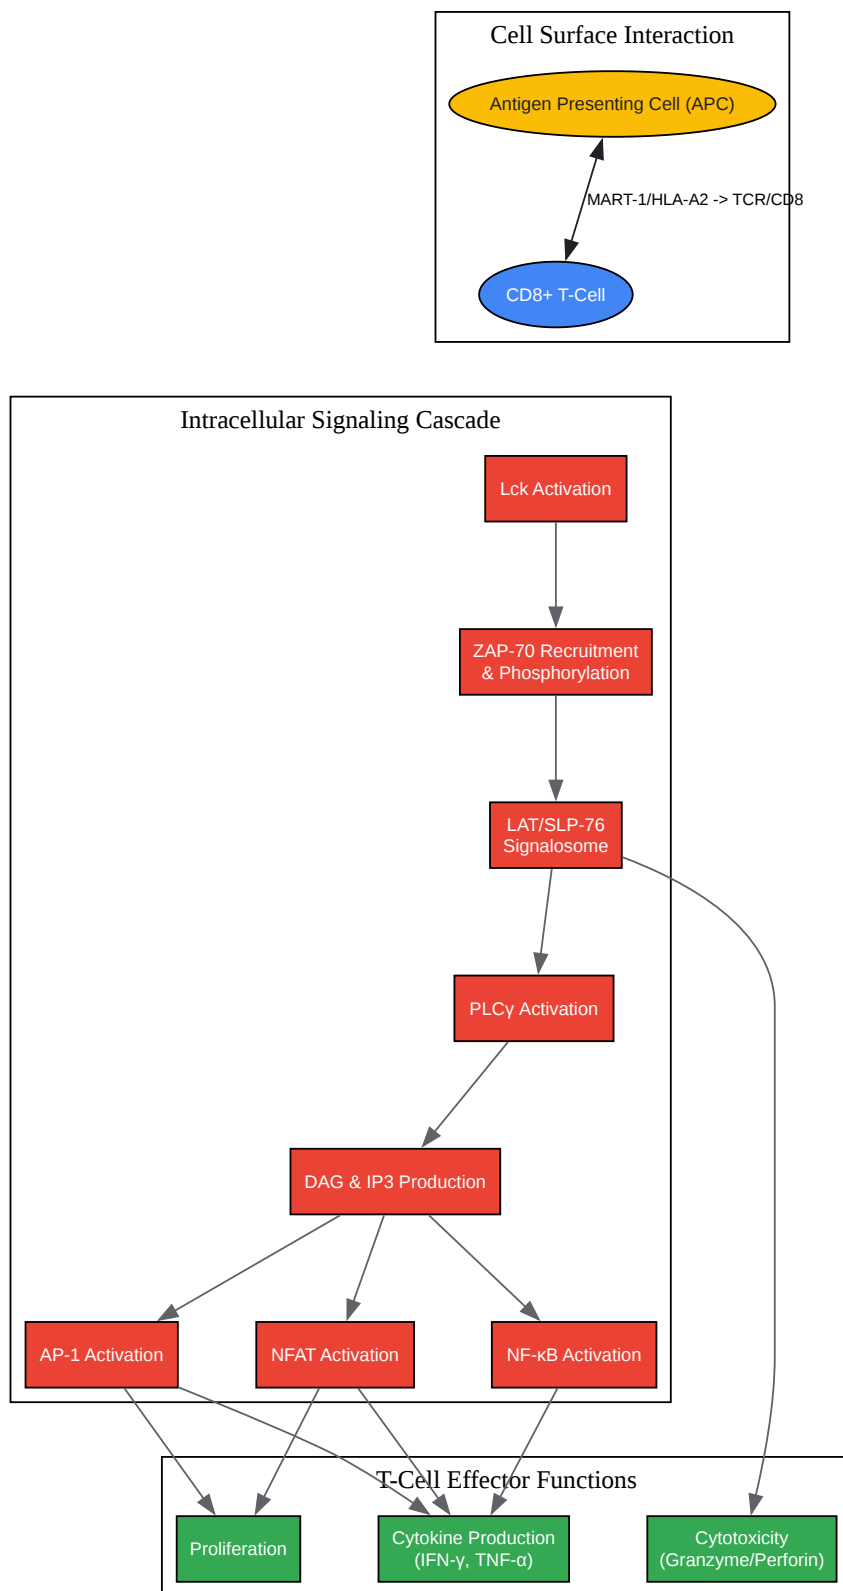 Cell Surface Interaction
Antigen Presenting Cell (APC)
MART-1/HLA-A2 -> TCR/CD8
CD8+ T-Cell
Intracellular Signaling Cascade
Lck Activation
ZAP-70 Recruitment
& Phosphorylation
LAT/SLP-76
Signalosome
PLCγ Activation
DAG & IP3 Production
AP-1 Activation
NFAT Activation
NF-κB Activation
T-Cell Effector Functions
Proliferation
Cytokine Production
(IFN-γ, TNF-α)
Cytotoxicity
(Granzyme/Perforin)